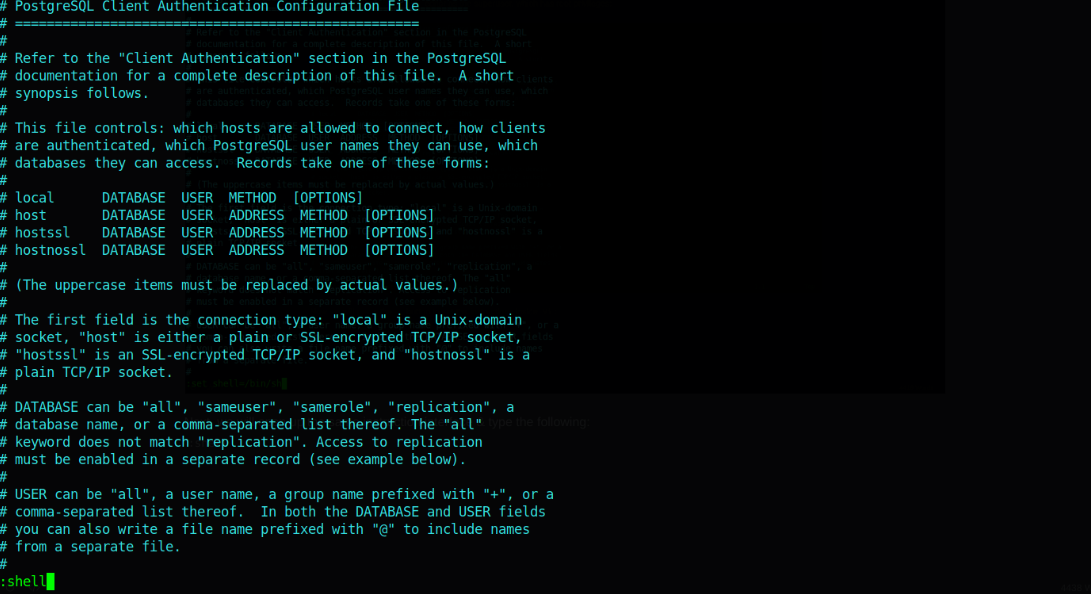 # PostgreSQL Client Authentication Configuration File
# ===================================================
#
# Refer to the "Client Authentication" section in the PostgreSQL
# documentation for a complete description of this file.  A short
# synopsis follows.
#
# This file controls: which hosts are allowed to connect, how clients
# are authenticated, which PostgreSQL user names they can use, which
# databases they can access.  Records take one of these forms:
#
# local      DATABASE  USER  METHOD  [OPTIONS]
# host       DATABASE  USER  ADDRESS  METHOD  [OPTIONS]
# hostssl    DATABASE  USER  ADDRESS  METHOD  [OPTIONS]
# hostnossl  DATABASE  USER  ADDRESS  METHOD  [OPTIONS]
#
# (The uppercase items must be replaced by actual values.)
#
# The first field is the connection type: "local" is a Unix-domain
# socket, "host" is either a plain or SSL-encrypted TCP/IP socket,
# "hostssl" is an SSL-encrypted TCP/IP socket, and "hostnossl" is a
# plain TCP/IP socket.
#
# DATABASE can be "all", "sameuser", "samerole", "replication", a
# database name, or a comma-separated list thereof. The "all"
# keyword does not match "replication". Access to replication
# must be enabled in a separate record (see example below).
#
# USER can be "all", a user name, a group name prefixed with "+", or a
# comma-separated list thereof.  In both the DATABASE and USER fields
# you can also write a file name prefixed with "@" to include names
# from a separate file.
#
:shell
type the following: